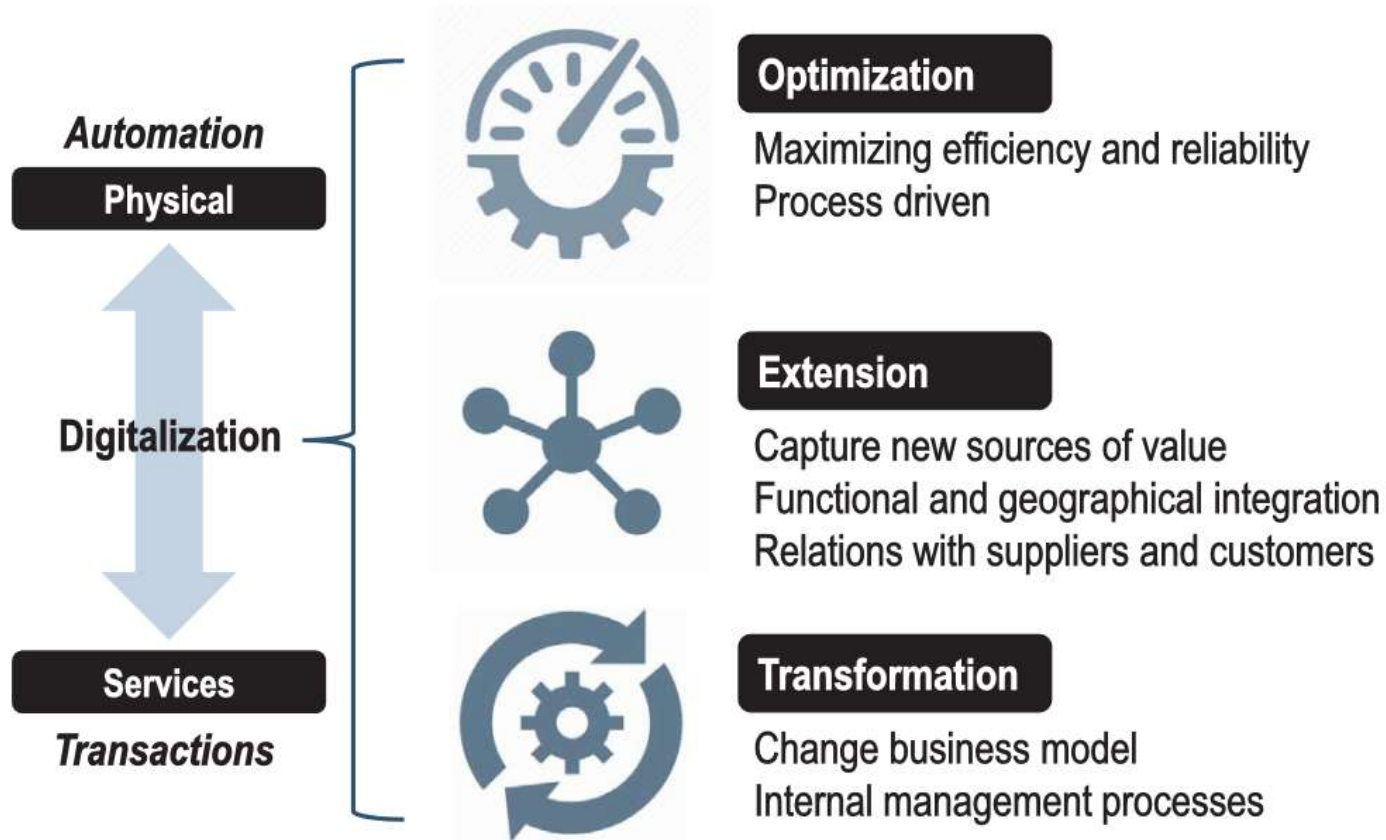 Automation
Physical
Digitalization
Services
Transactions
Optimization
Maximizing efficiency and reliability
Process driven
Extension
Capture new sources of value
Functional and geographical integration
Relations with suppliers and customers
Transformation
Change business model
Internal management processes